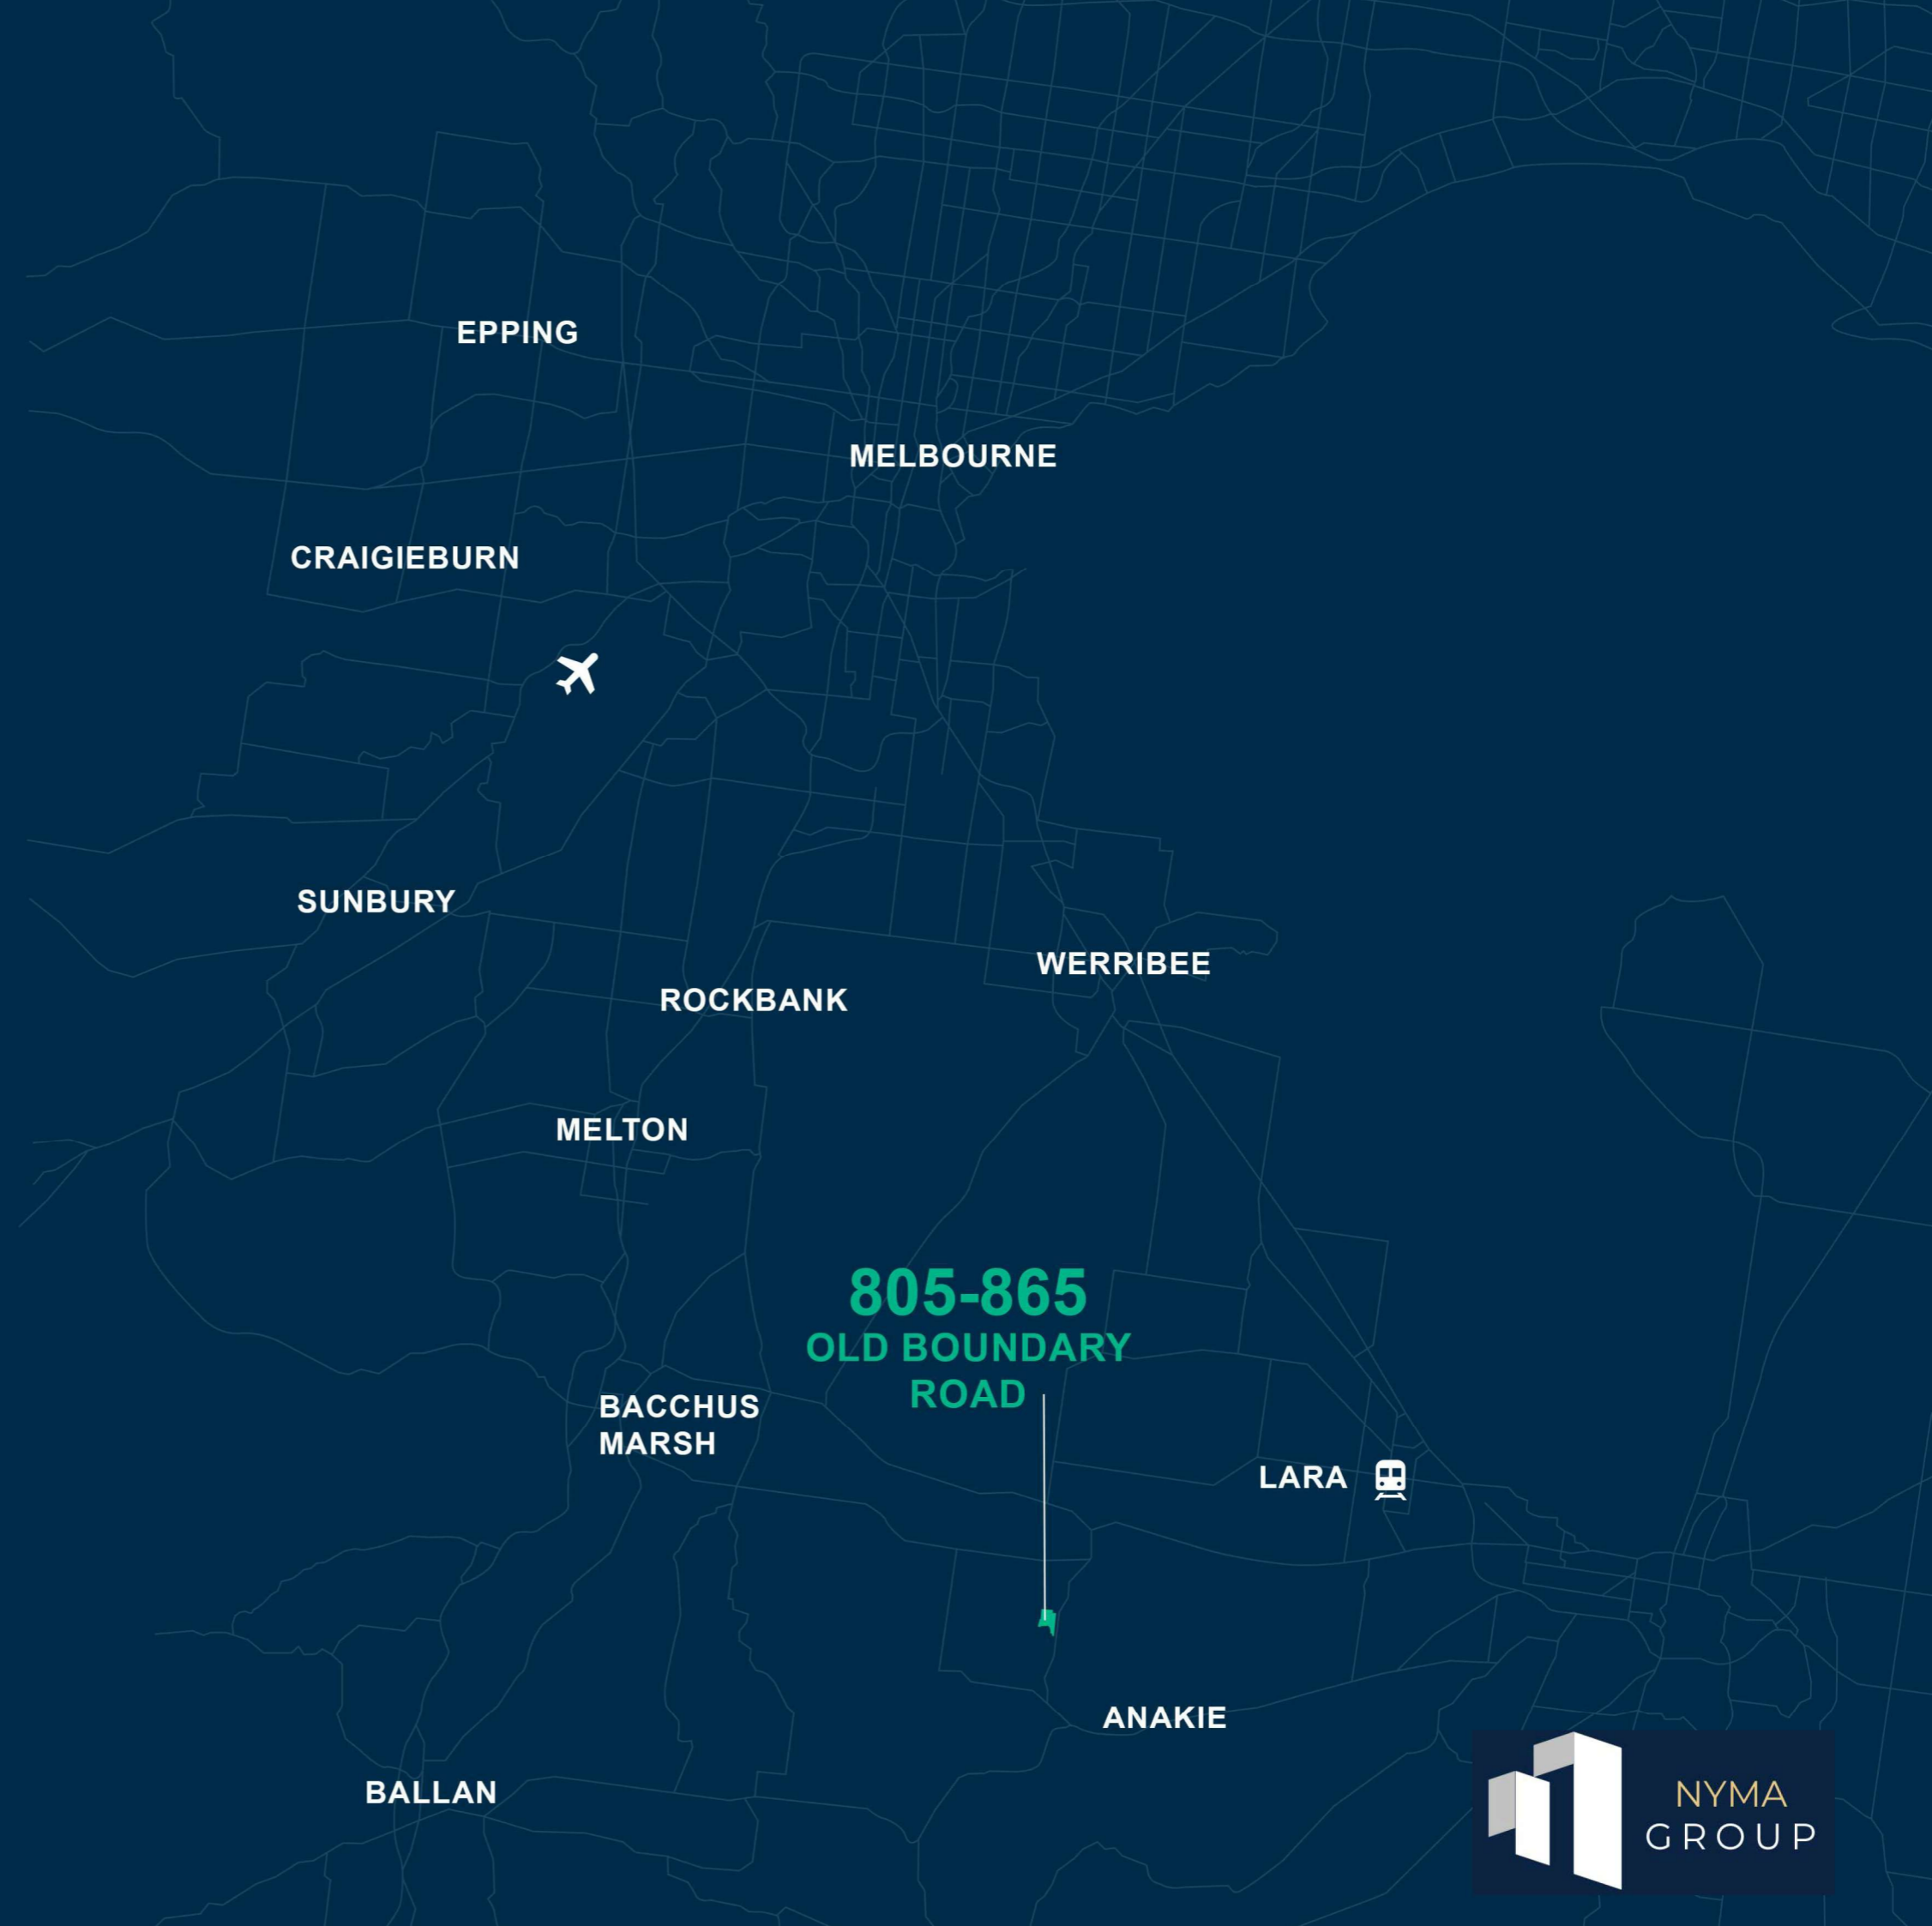 EPPING
MELBOURNE
CRAIGIEBURN
SUNBURY
WERRIBEE
ROCKBANK
MELTON
805-865
OLD BOUNDARY
ROAD
BACCHUS
MARSH
LARA
ANAKIE
BALLAN
NYMA
GROUP